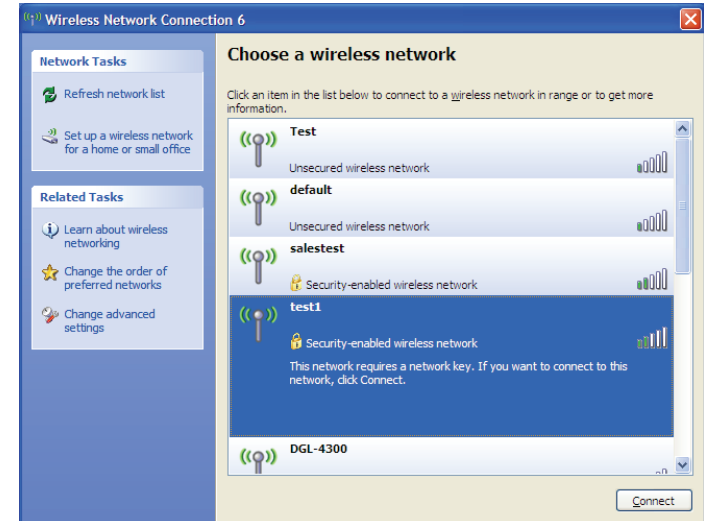 Wireless Network Connection 6
Network Tasks
Refresh network list
Set up a wireless network
for a home or small office
Related Tasks
Learn about wireless
networking
Change the order of
preferred networks
Change advanced
settings
Choose a wireless network
Click an item in the list below to connect to a wireless network in range or to get more
information.
Test
Unsecured wireless network
default
Unsecured wireless network
salestest
Security-enabled wireless network
test1
Security-enabled wireless network
This network requires a network key. If you want to connect to this
network, click Connect.
DGL-4300
Connect